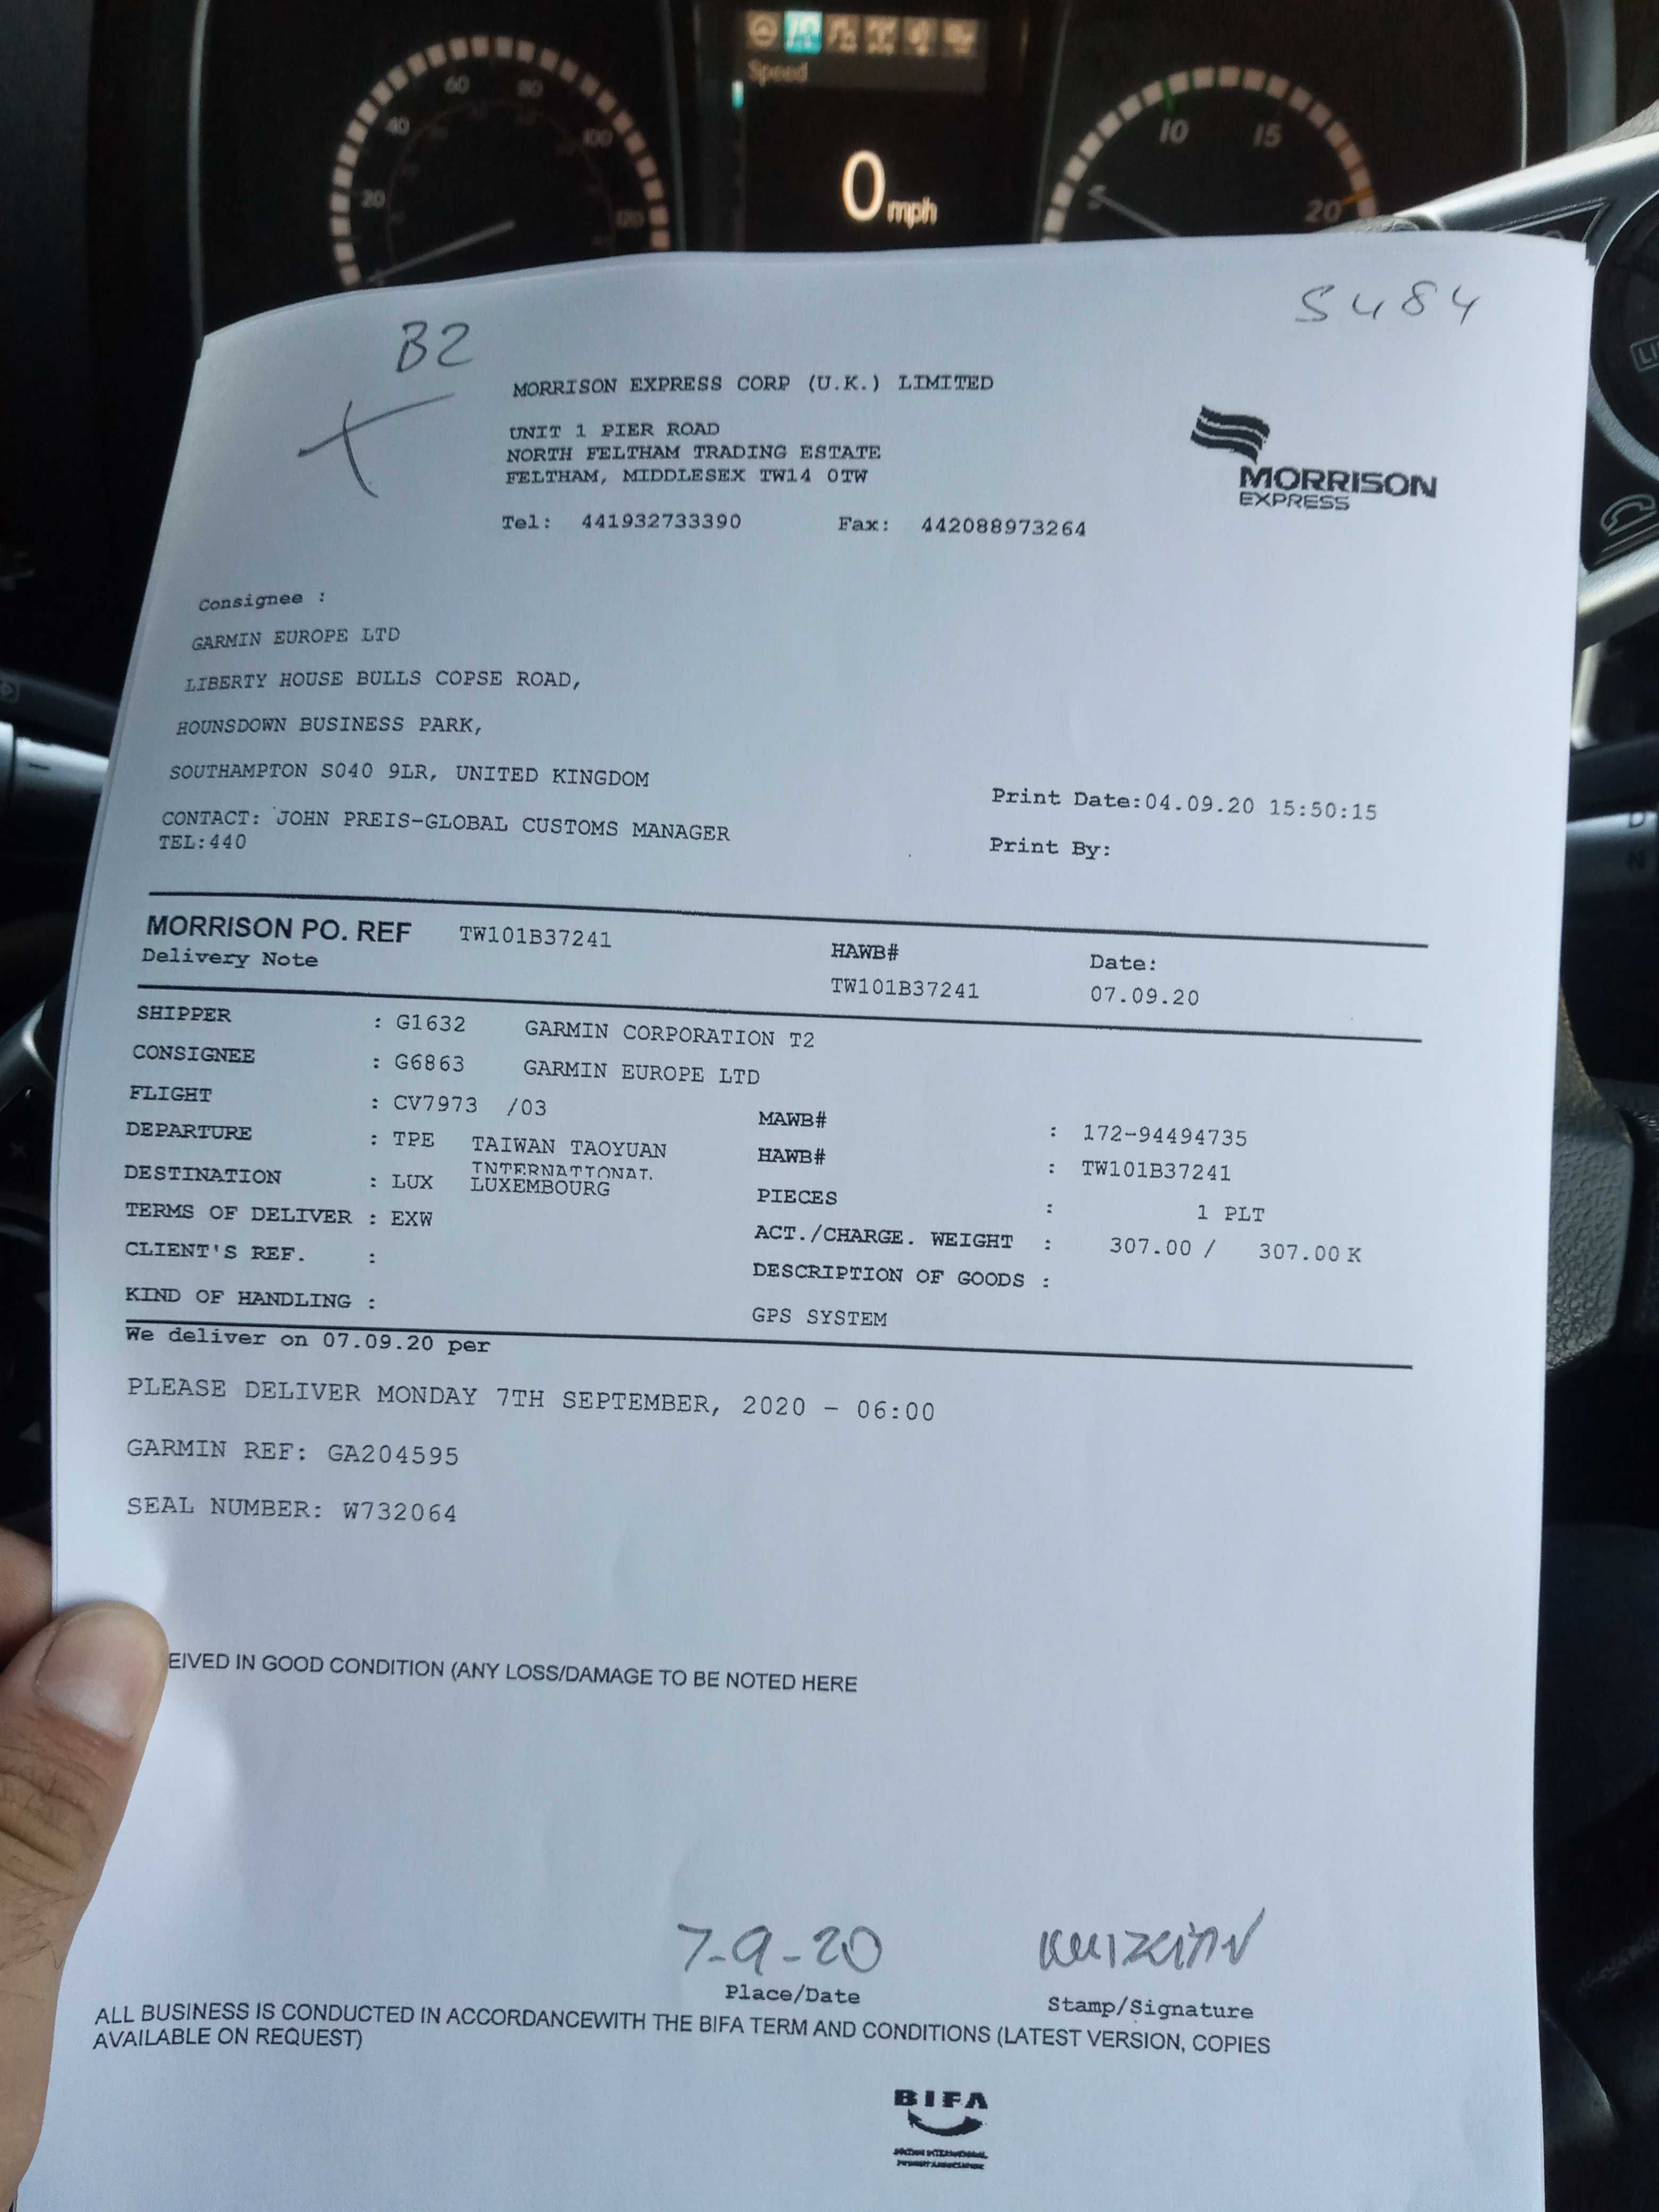 60
80
40
100
20
120
Speed
0 mph
10
15
5
20
B2
S484
MORRISON EXPRESS CORP (U.K.) LIMITED
UNIT 1 PIER ROAD
NORTH FELTHAM TRADING ESTATE
FELTHAM, MIDDLESEX TW14 0TW
Tel: 441932733390 Fax: 442088973264
MORRISON
EXPRESS
Consignee :
GARMIN EUROPE LTD
LIBERTY HOUSE BULLS COPSE ROAD,
HOUNSDOWN BUSINESS PARK,
SOUTHAMPTON SO40 9LR, UNITED KINGDOM
CONTACT: JOHN PREIS-GLOBAL CUSTOMS MANAGER
TEL:440
Print Date:04.09.20 15:50:15
Print By:
MORRISON PO. REF TW101B37241
Delivery Note
HAWB#
TW101B37241
Date:
07.09.20
SHIPPER : G1632 GARMIN CORPORATION T2
CONSIGNEE : G6863 GARMIN EUROPE LTD
FLIGHT : CV7973 /03
DEPARTURE : TPE TAIWAN TAOYUAN
INTERNATIONAL
DESTINATION : LUX LUXEMBOURG
TERMS OF DELIVER : EXW
CLIENT'S REF. :
KIND OF HANDLING :
MAWB# : 172-94494735
HAWB# : TW101B37241
PIECES : 1 PLT
ACT./CHARGE. WEIGHT : 307.00 / 307.00 K
DESCRIPTION OF GOODS :
GPS SYSTEM
We deliver on 07.09.20 per
PLEASE DELIVER MONDAY 7TH SEPTEMBER, 2020 - 06:00
GARMIN REF: GA204595
SEAL NUMBER: W732064
EIVED IN GOOD CONDITION (ANY LOSS/DAMAGE TO BE NOTED HERE
7-9-20
Place/Date
Stamp/Signature
ALL BUSINESS IS CONDUCTED IN ACCORDANCEWITH THE BIFA TERM AND CONDITIONS (LATEST VERSION, COPIES
AVAILABLE ON REQUEST)
BIFA
D
N